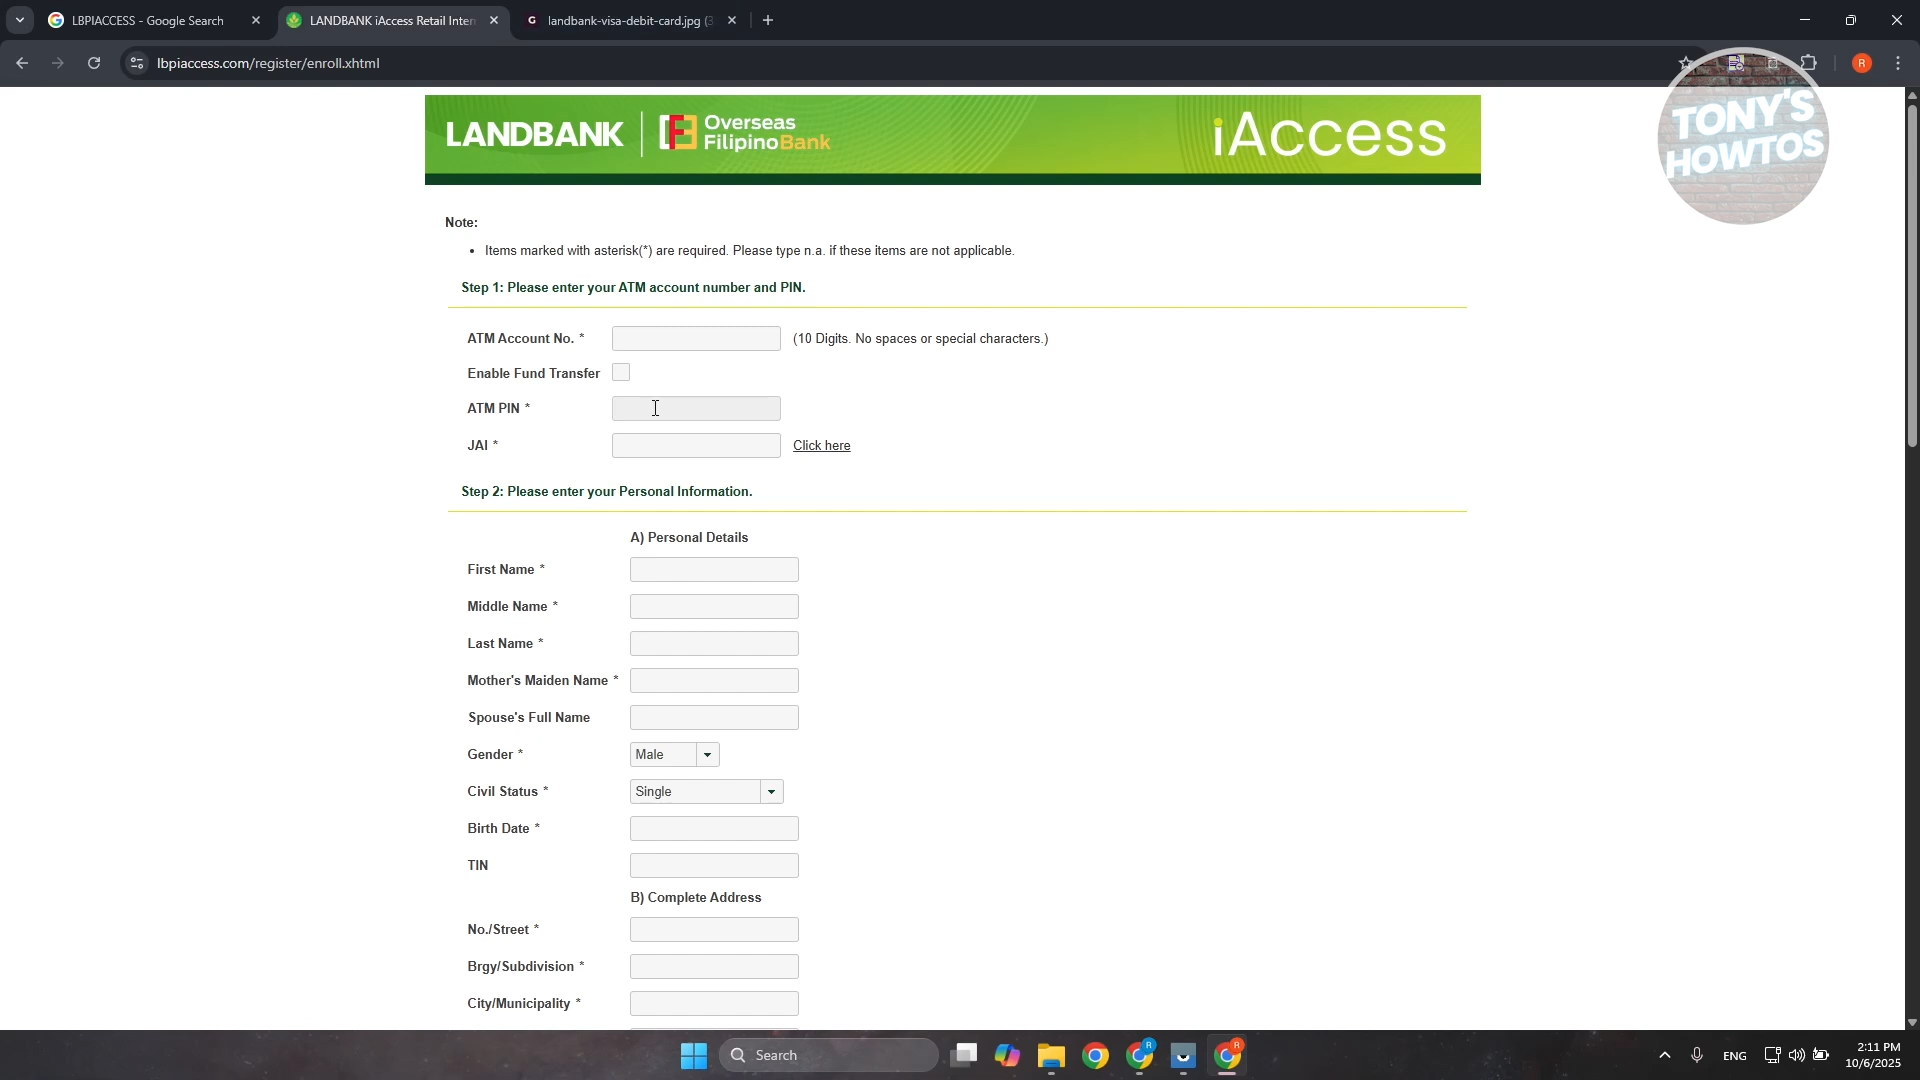 LBPIACCESS - Google Search
LANDBANK iAccess Retail Inter
G landbank-visa-debit-card.jpg (3
lbpiaccess.com/register/enroll.xhtml
R
TONY'S
HOWTOS
LANDBANK
Overseas
FilipinoBank
iAccess
Note:
• Items marked with asterisk(*) are required. Please type n.a. if these items are not applicable.
Step 1: Please enter your ATM account number and PIN.
ATM Account No. * (10 Digits. No spaces or special characters.)
Enable Fund Transfer
ATM PIN *
JAI * Click here
Step 2: Please enter your Personal Information.
A) Personal Details
First Name *
Middle Name *
Last Name *
Mother's Maiden Name *
Spouse's Full Name
Gender * Male
Civil Status * Single
Birth Date *
TIN
B) Complete Address
No./Street *
Brgy/Subdivision *
City/Municipality *
Search
R
R
ENG
2:11 PM
10/6/2025